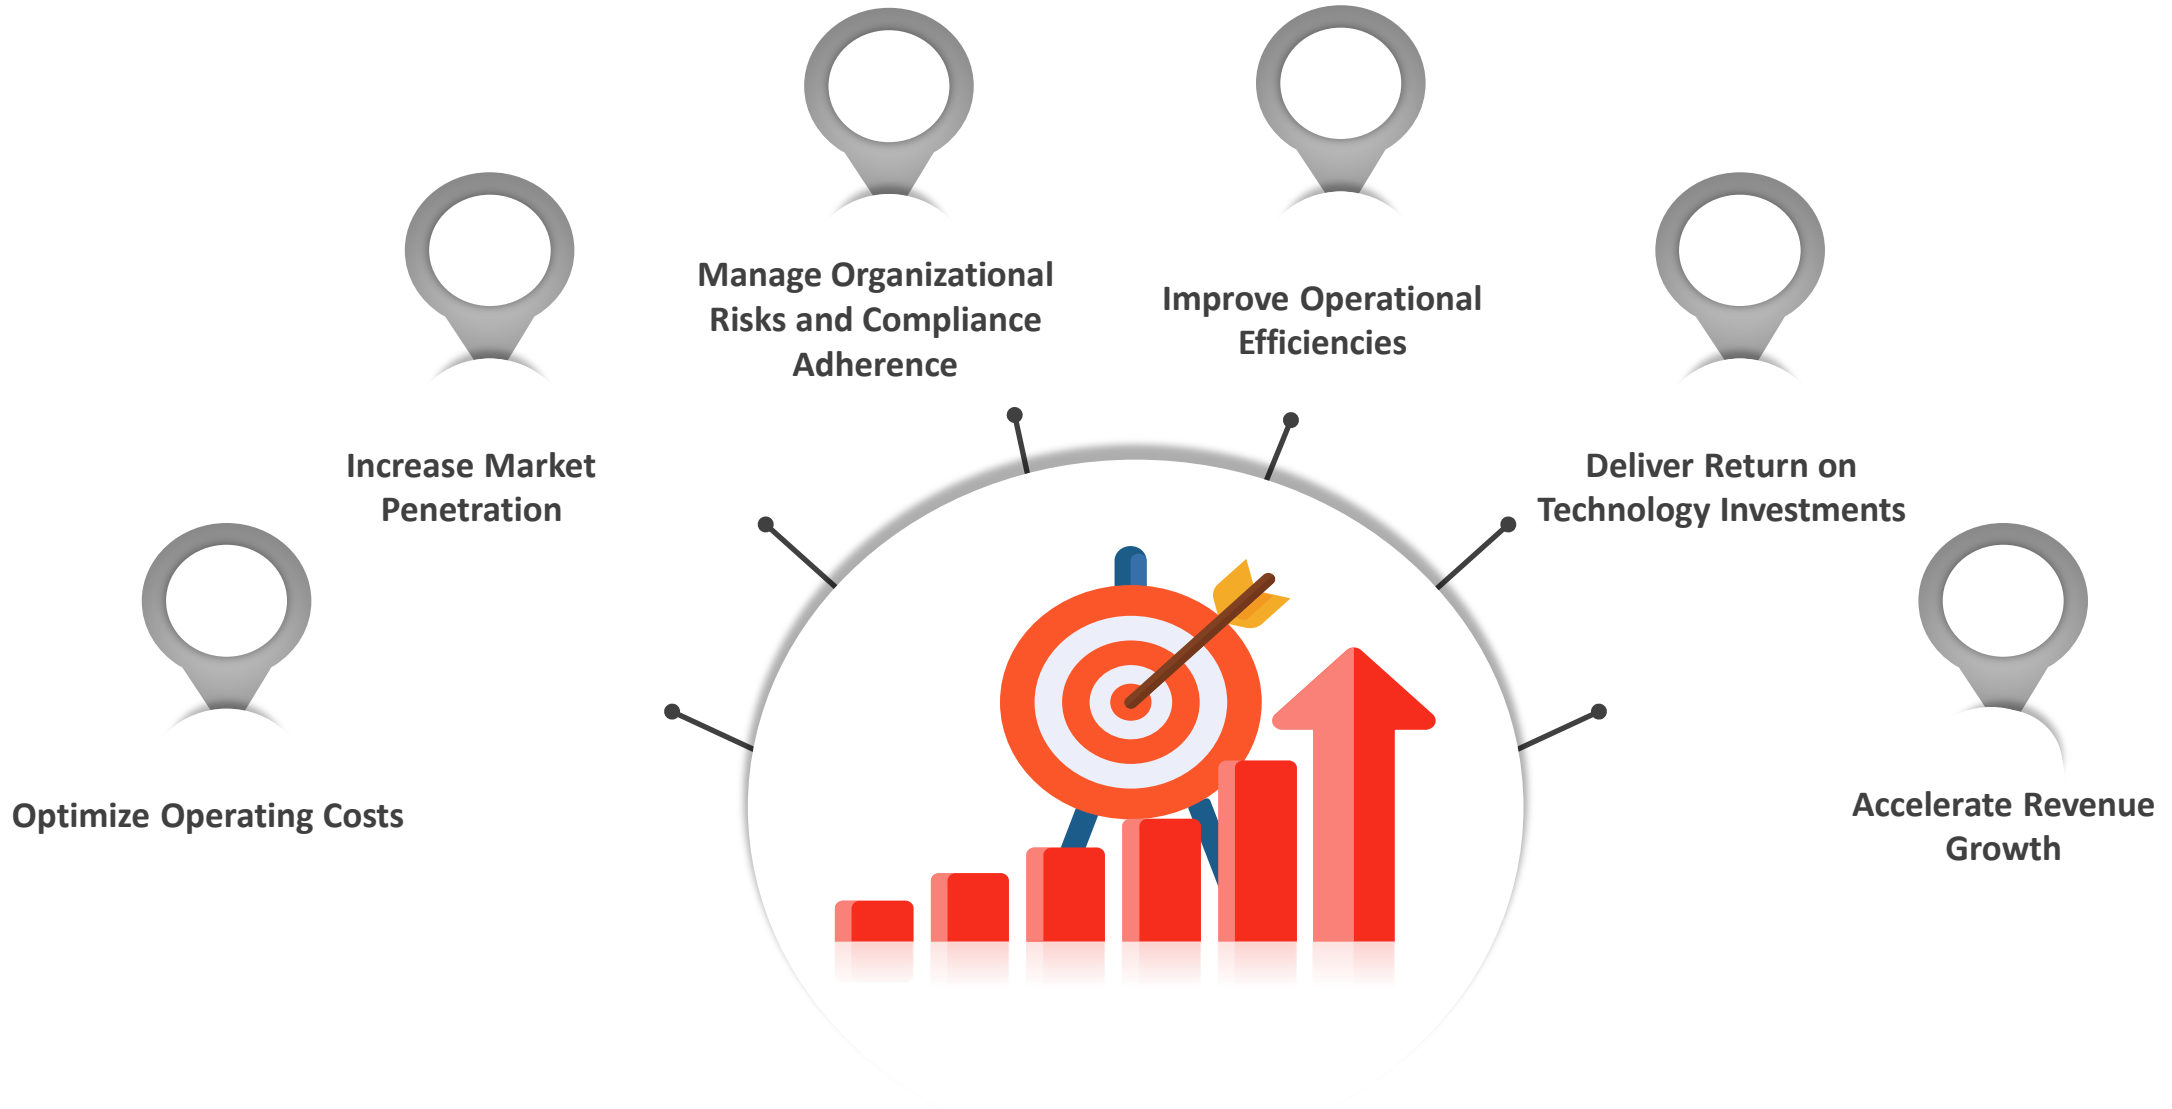 Manage Organizational
Risks and Compliance
Adherence
Improve Operational
Efficiencies
Increase Market
Penetration
Deliver Return on
Technology Investments
Optimize Operating Costs
Accelerate Revenue
Growth